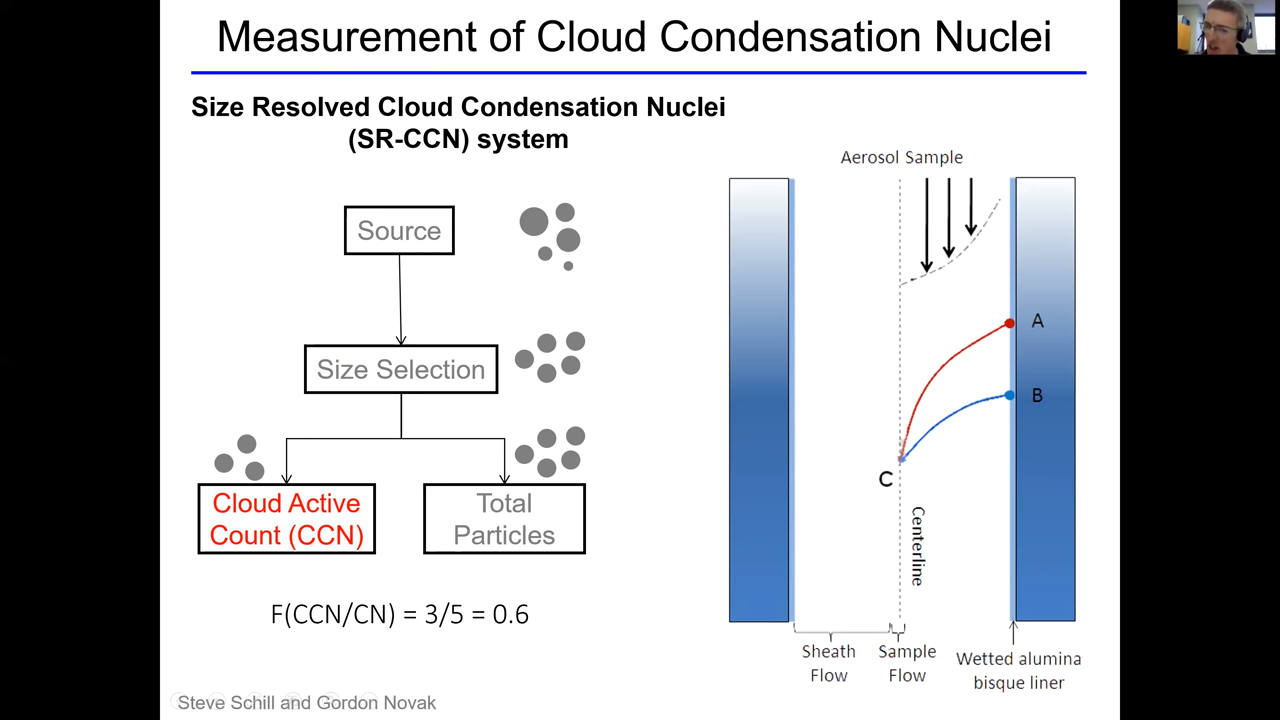 Measurement of Cloud Condensation Nuclei
Size Resolved Cloud Condensation Nuclei
(SR-CCN) system
Source
Size Selection
Cloud Active
Count (CCN)
Total
Particles
F(CCN/CN) = 3/5 = 0.6
Aerosol Sample
A
B
C
Centerline
Sheath
Flow
Sample
Flow
Wetted alumina
bisque liner
Steve Schill and Gordon Novak